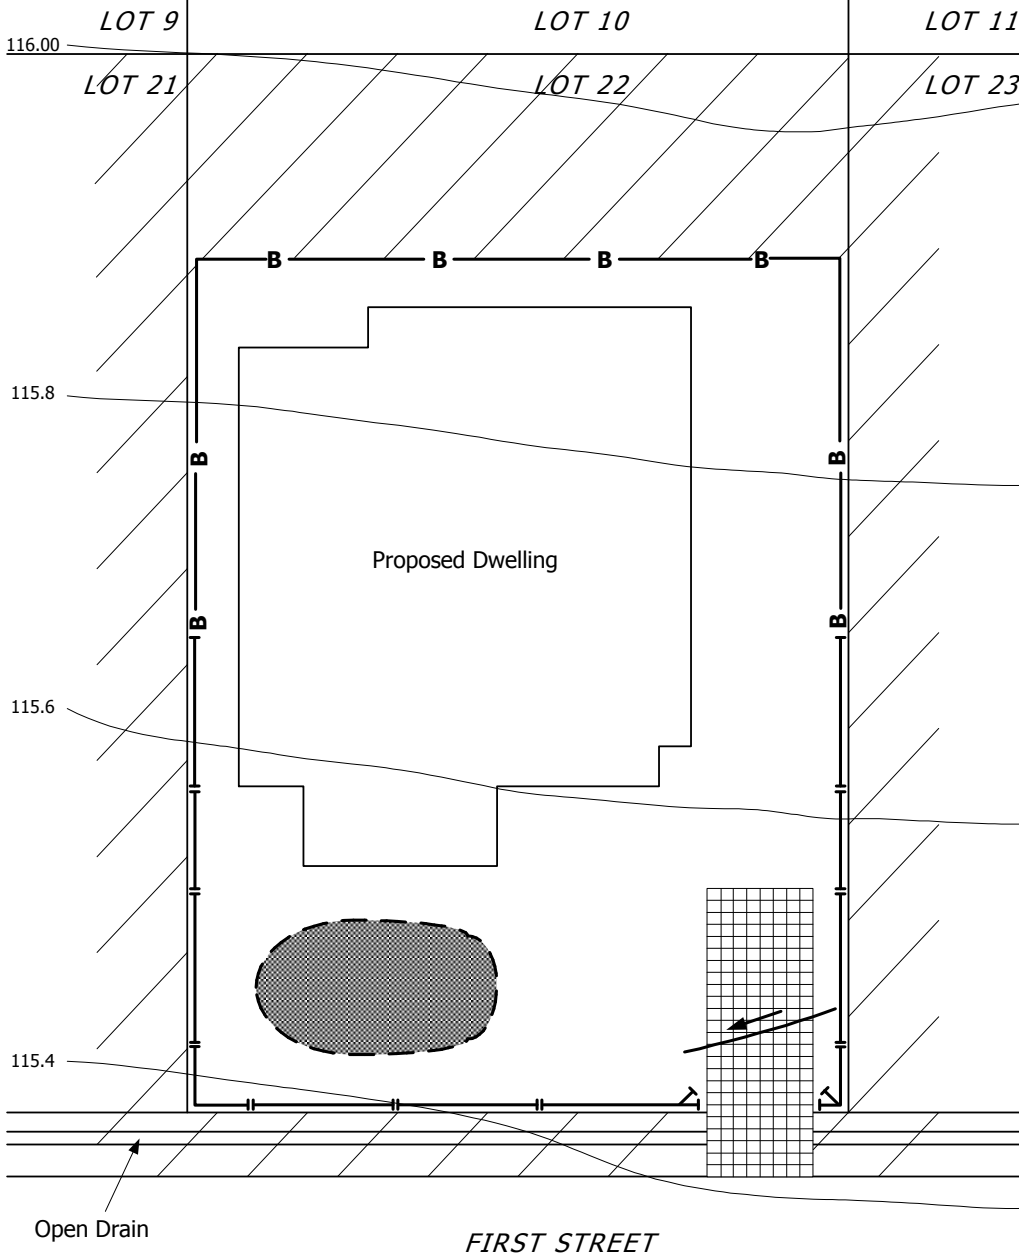 LOT 9
LOT 10
LOT 11
116.00
LOT 21
LOT 22
LOT 23
B B B B
115.8
B B
Proposed Dwelling
B B
115.6
115.4
Open Drain
FIRST STREET